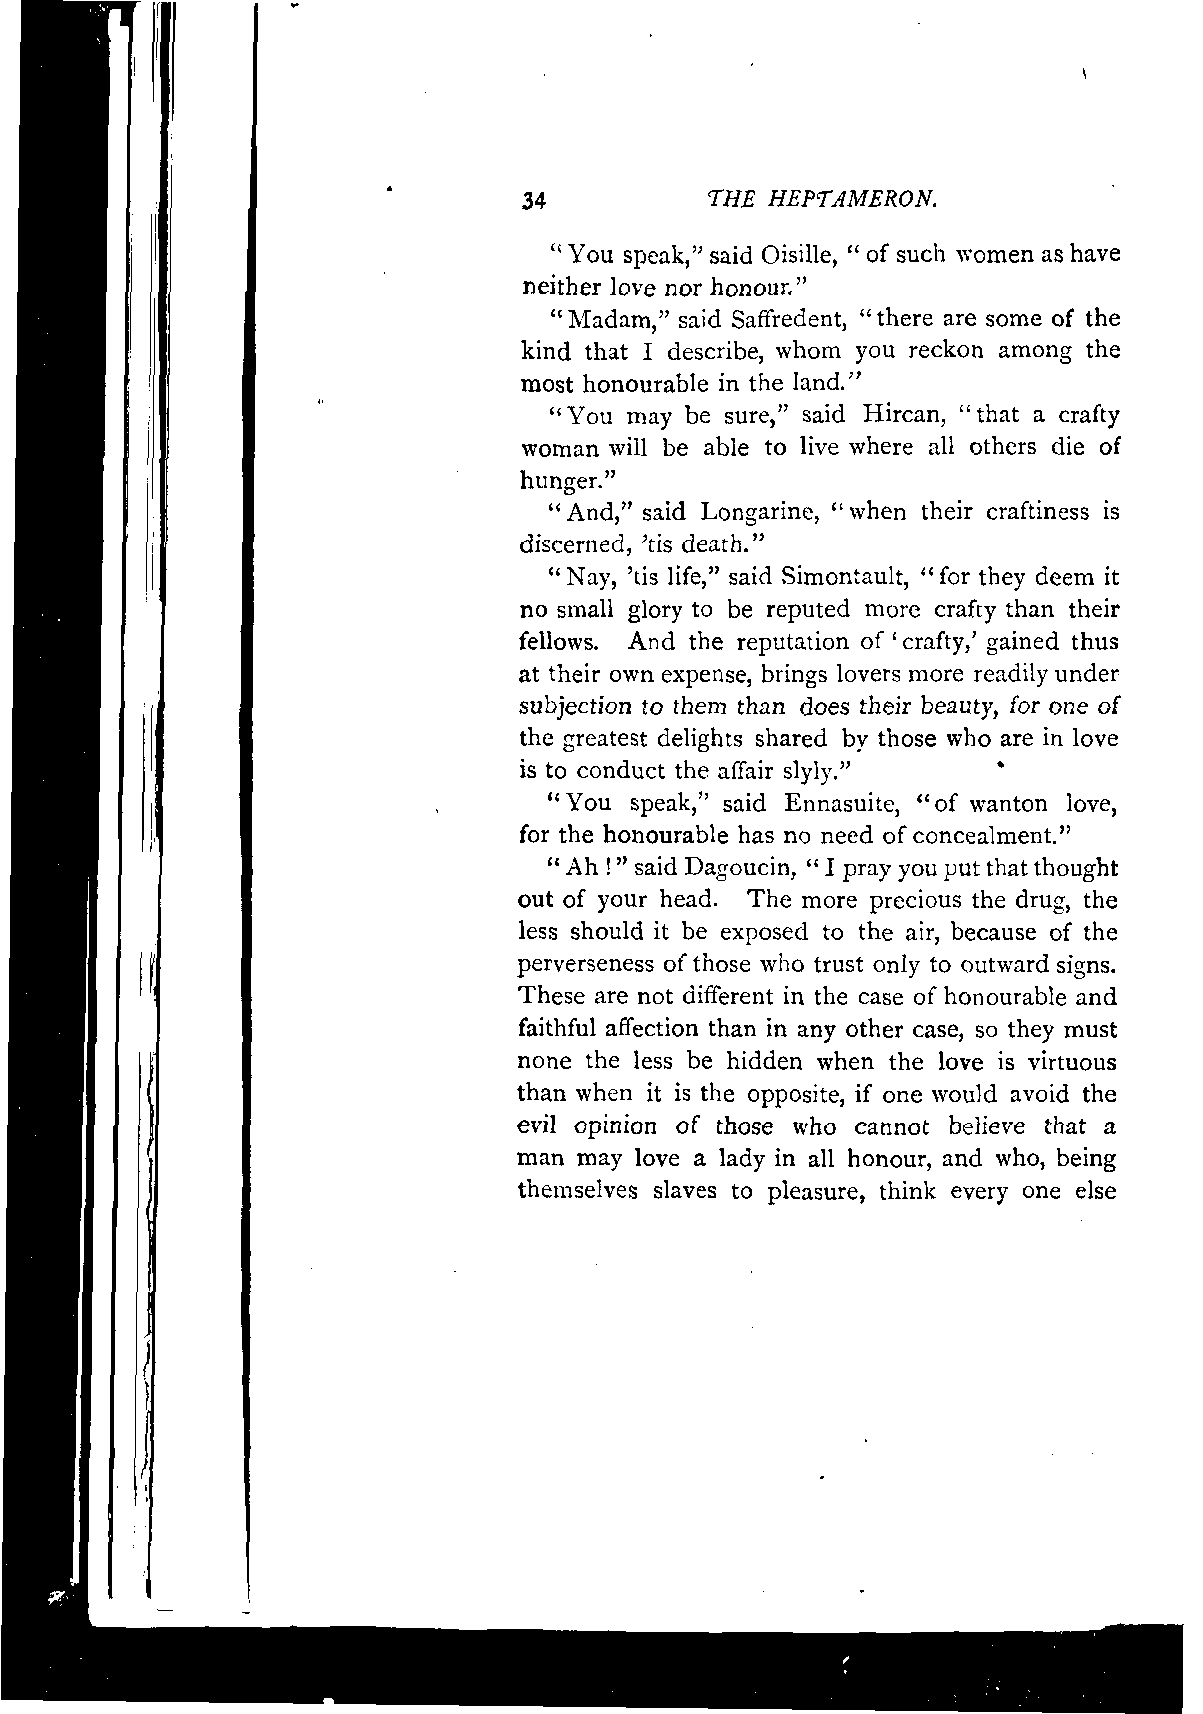 34 THE HEPTAMERON.
“You speak,” said Oisille, “of such women as have
neither love nor honour.”
“Madam,” said Saffredent, “there are some of the
kind that I describe, whom you reckon among the
most honourable in the land.”
“You may be sure,” said Hircan, “that a crafty
woman will be able to live where all others die of
hunger.”
“And,” said Longarine, “when their craftiness is
discerned, ’tis death.”
“Nay, ’tis life,” said Simontault, “for they deem it
no small glory to be reputed more crafty than their
fellows. And the reputation of ‘crafty,’ gained thus
at their own expense, brings lovers more readily under
subjection to them than does their beauty, for one of
the greatest delights shared by those who are in love
is to conduct the affair slyly.”
“You speak,” said Ennasuite, “of wanton love,
for the honourable has no need of concealment.”
“Ah !” said Dagoucin, “I pray you put that thought
out of your head. The more precious the drug, the
less should it be exposed to the air, because of the
perverseness of those who trust only to outward signs.
These are not different in the case of honourable and
faithful affection than in any other case, so they must
none the less be hidden when the love is virtuous
than when it is the opposite, if one would avoid the
evil opinion of those who cannot believe that a
man may love a lady in all honour, and who, being
themselves slaves to pleasure, think every one else